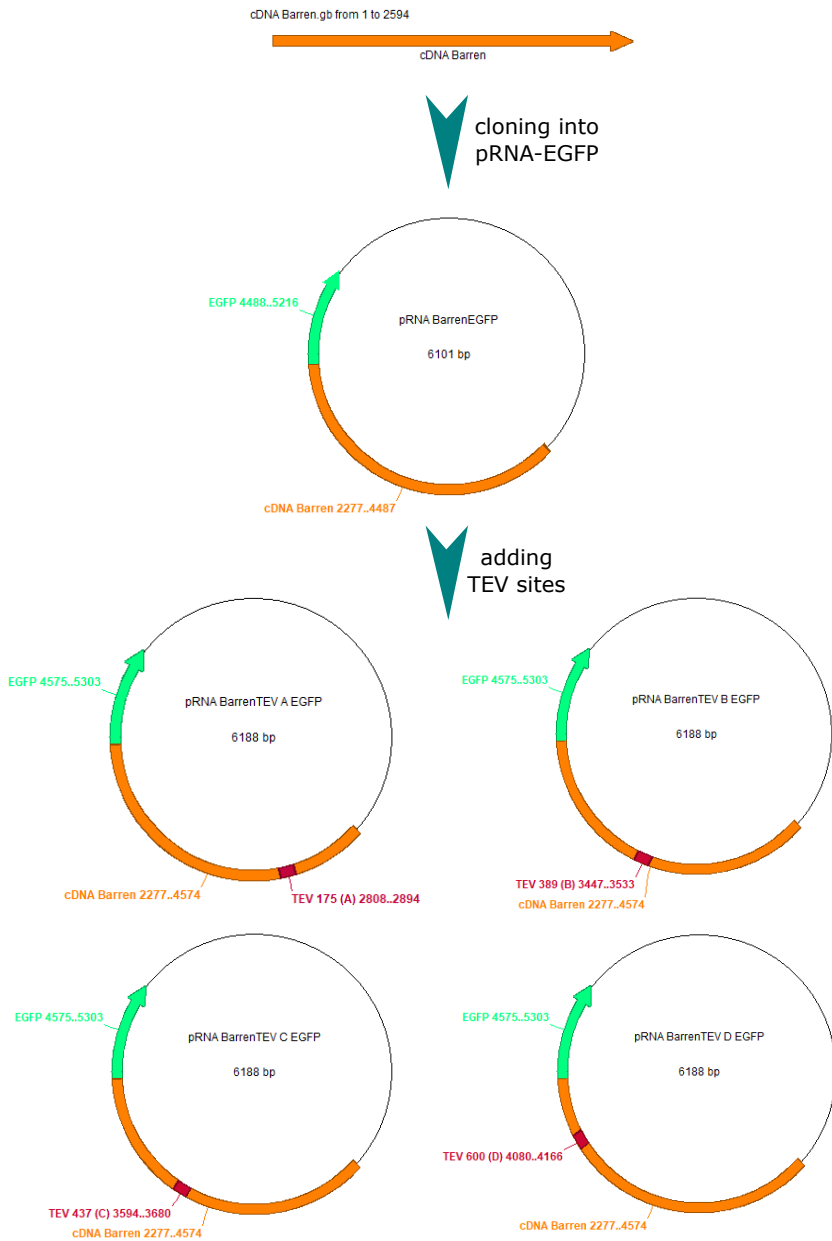 cDNA Barren.gb from 1 to 2594
cDNA Barren
cloning into
pRNA-EGFP
EGFP 4488..5216
pRNA BarrenEGFP
6101 bp
cDNA Barren 2277..4487
adding
TEV sites
EGFP 4575..5303
pRNA BarrenTEV A EGFP
6188 bp
cDNA Barren 2277..4574
TEV 175 (A) 2808..2894
EGFP 4575..5303
pRNA BarrenTEV B EGFP
6188 bp
TEV 389 (B) 3447..3533
cDNA Barren 2277..4574
EGFP 4575..5303
pRNA BarrenTEV C EGFP
6188 bp
TEV 437 (C) 3594..3680
cDNA Barren 2277..4574
EGFP 4575..5303
pRNA BarrenTEV D EGFP
6188 bp
TEV 600 (D) 4080..4166
cDNA Barren 2277..4574